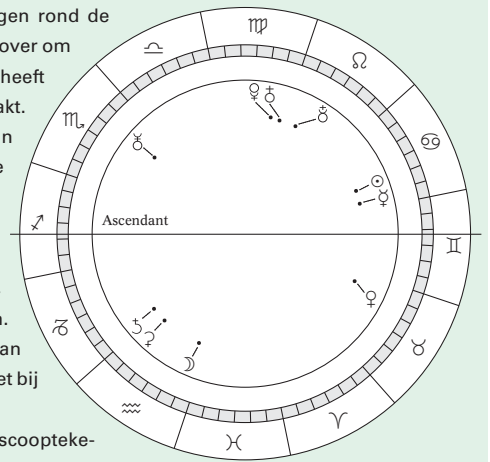 gen rond de
over om
heeft
akt.
n
e
Ascendant
n.
an
et bij
scoopteke-